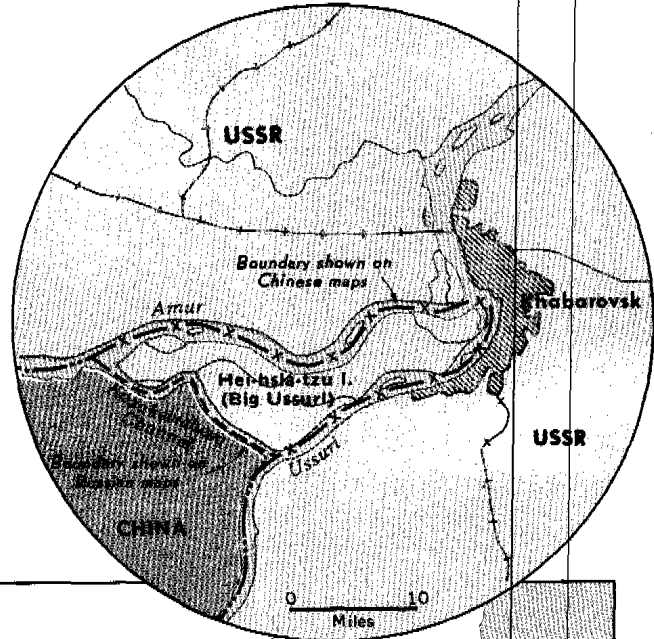 USSR
Boundary shown on
Chinese maps
Amur
Khabarovsk
Hei-hsia-tzu I.
(Big Ussuri)
Channel
Ussuri
USSR
Boundary shown on
Russian maps
CHINA
0 10
Miles